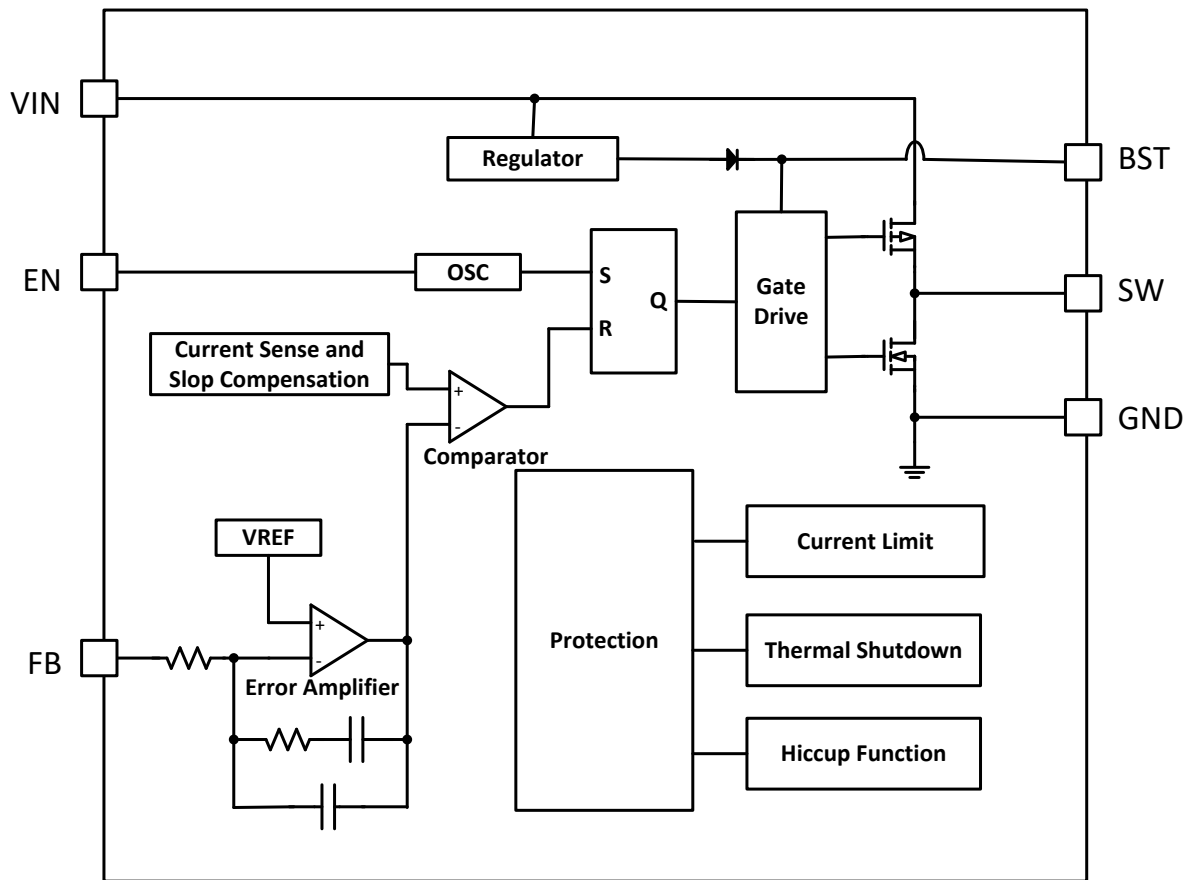 VIN
Regulator
BST
EN
OSC
S
Q
R
Gate
Drive
SW
Current Sense and
Slop Compensation
+
-
Comparator
GND
VREF
Current Limit
+
-
Error Amplifier
FB
Protection
Thermal Shutdown
Hiccup Function